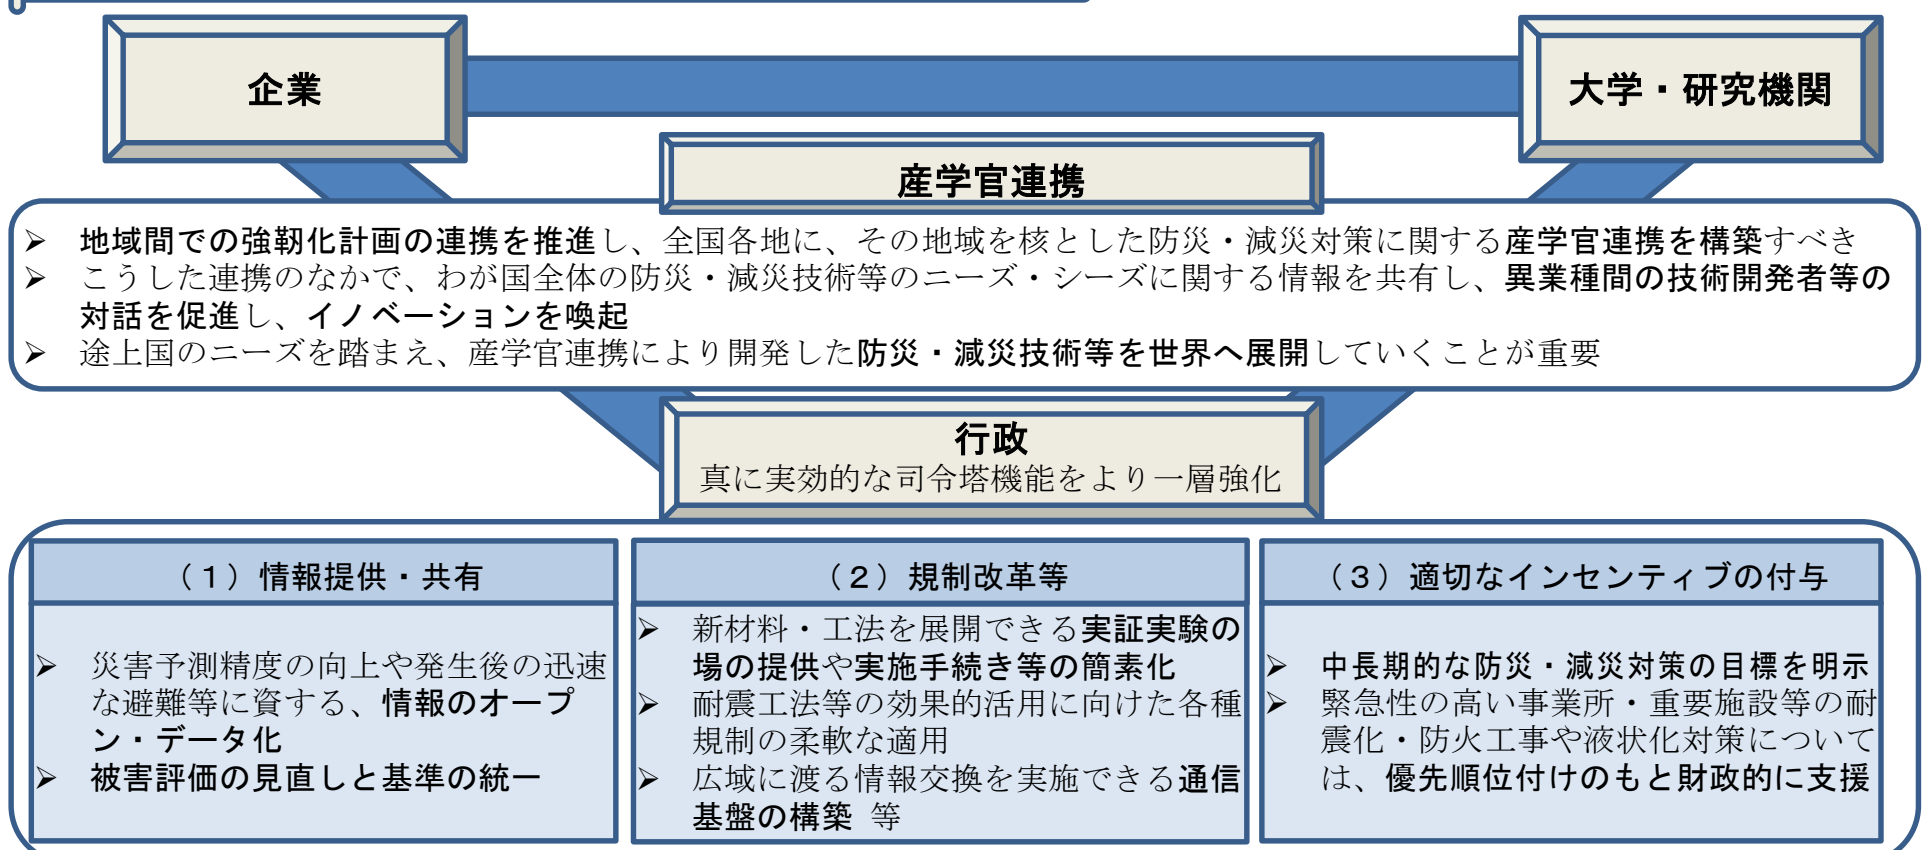 企業
大学・研究機関
産学官連携
➢ 地域間での強靭化計画の連携を推進し、全国各地に、その地域を核とした防災・減災対策に関する産学官連携を構築すべき
➢ こうした連携のなかで、わが国全体の防災・減災技術等のニーズ・シーズに関する情報を共有し、異業種間の技術開発者等の
対話を促進し、イノベーションを喚起
➢ 途上国のニーズを踏まえ、産学官連携により開発した防災・減災技術等を世界へ展開していくことが重要
行政
真に実効的な司令塔機能をより一層強化
（１）情報提供・共有
➢ 災害予測精度の向上や発生後の迅速
な避難等に資する、情報のオープ
ン・データ化
➢ 被害評価の見直しと基準の統一
（２）規制改革等
➢ 新材料・工法を展開できる実証実験の
場の提供や実施手続き等の簡素化
➢ 耐震工法等の効果的活用に向けた各種
規制の柔軟な適用
➢ 広域に渡る情報交換を実施できる通信
基盤の構築 等
（３）適切なインセンティブの付与
➢ 中長期的な防災・減災対策の目標を明示
➢ 緊急性の高い事業所・重要施設等の耐
震化・防火工事や液状化対策について
は、優先順位付けのもと財政的に支援